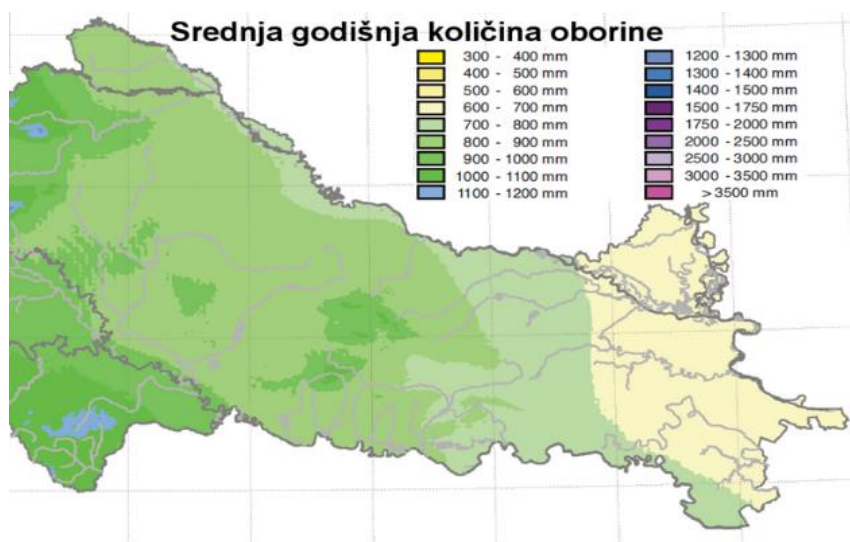 Srednja godišnja količina oborine
300 - 400 mm
400 - 500 mm
500 - 600 mm
600 - 700 mm
700 - 800 mm
800 - 900 mm
900 - 1000 mm
1000 - 1100 mm
1100 - 1200 mm
1200 - 1300 mm
1300 - 1400 mm
1400 - 1500 mm
1500 - 1750 mm
1750 - 2000 mm
2000 - 2500 mm
2500 - 3000 mm
3000 - 3500 mm
> 3500 mm